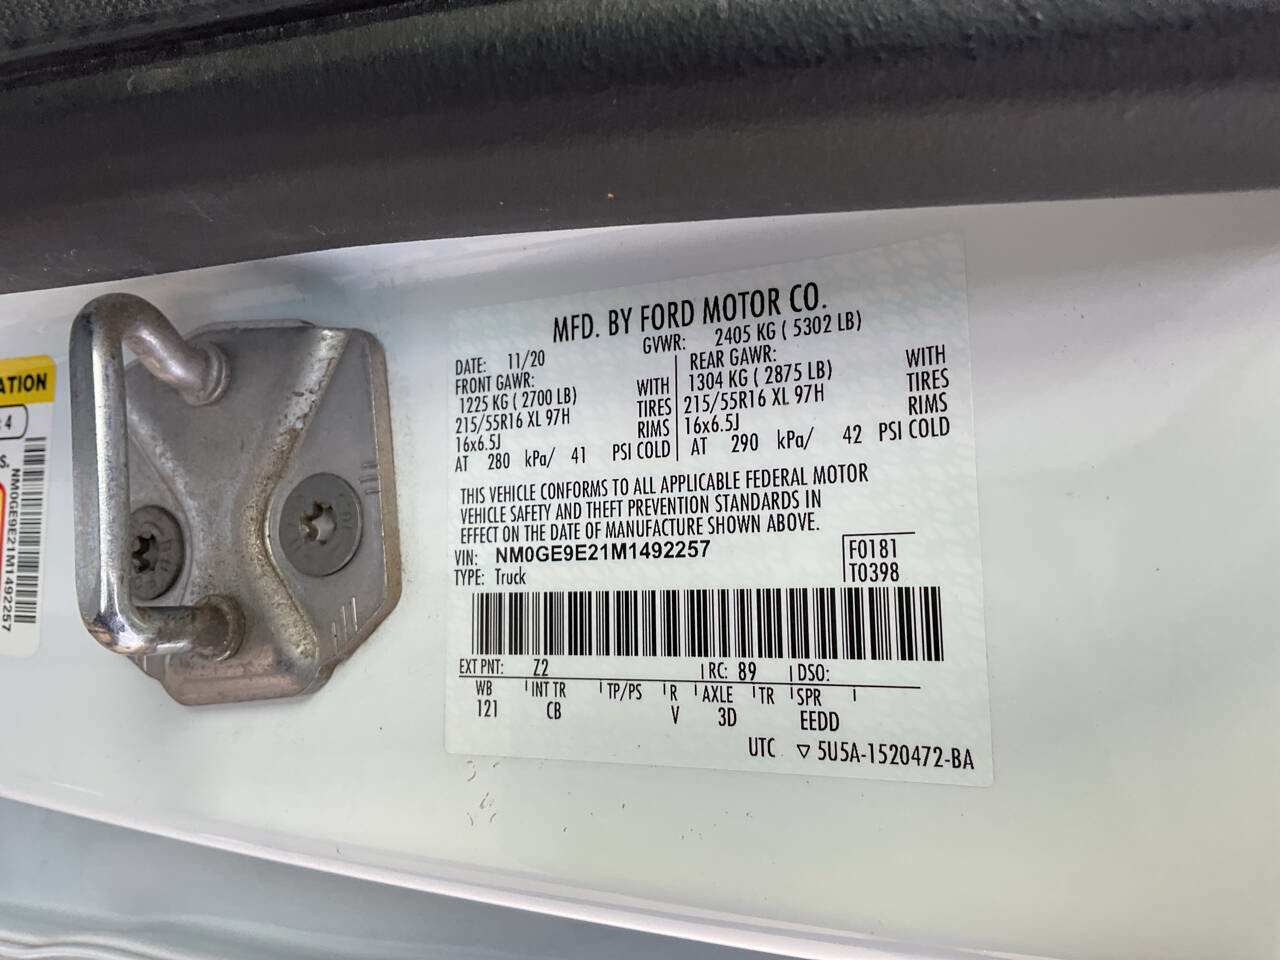 ATION
4
S.
NM0GE9E21M1492257
MFD. BY FORD MOTOR CO.
DATE: 11/20 GVWR: 2405 KG ( 5302 LB)
FRONT GAWR: REAR GAWR:
1225 KG ( 2700 LB) WITH 1304 KG ( 2875 LB) WITH
215/55R16 XL 97H TIRES 215/55R16 XL 97H TIRES
16x6.5J RIMS 16x6.5J RIMS
AT 280 kPa/ 41 PSI COLD AT 290 kPa/ 42 PSI COLD
THIS VEHICLE CONFORMS TO ALL APPLICABLE FEDERAL MOTOR
VEHICLE SAFETY AND THEFT PREVENTION STANDARDS IN
EFFECT ON THE DATE OF MANUFACTURE SHOWN ABOVE.
VIN: NM0GE9E21M1492257 F0181
TYPE: Truck T0398
EXT PNT: Z2 RC: 89 DSO:
WB INT TR TP/PS R AXLE TR SPR
121 CB V 3D EEDD
UTC ▽ 5U5A-1520472-BA